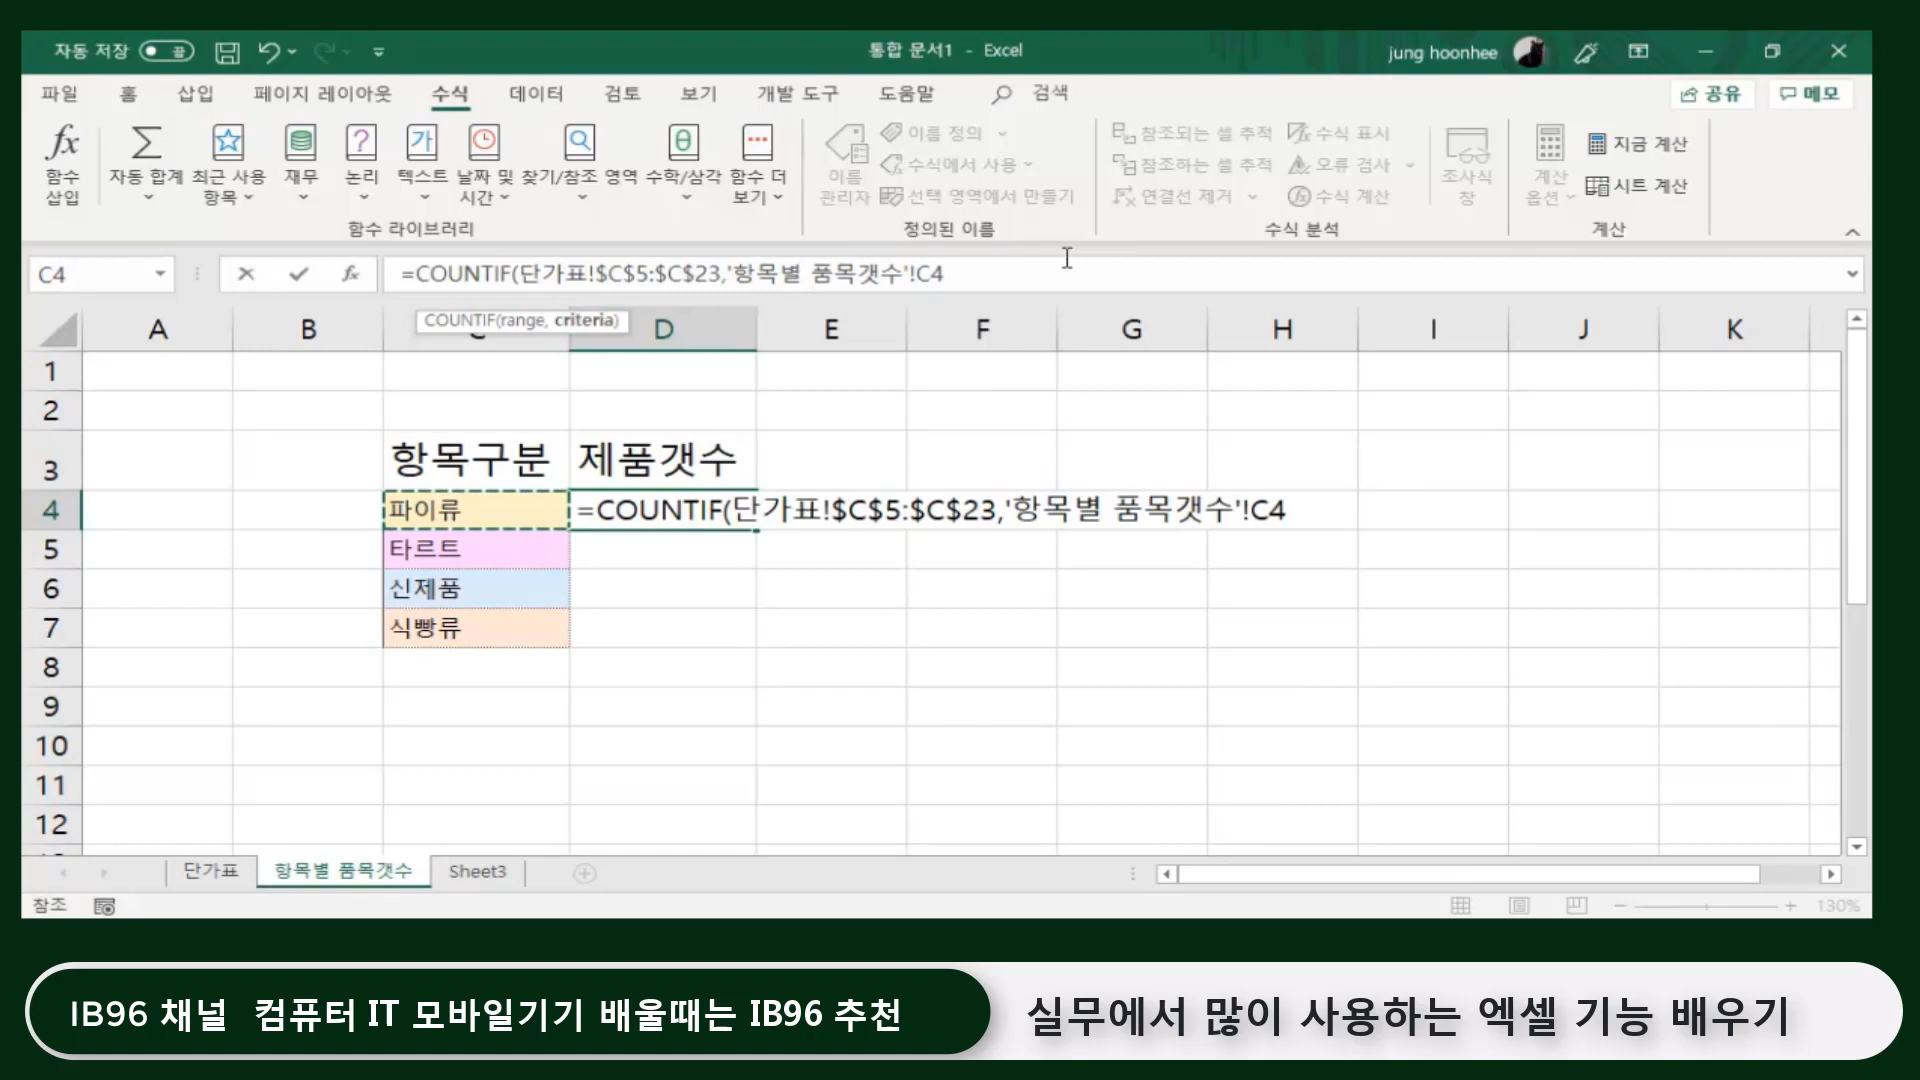 자동 저장 끌
통합 문서1 - Excel
jung hoonhee
파일 홈 삽입 페이지 레이아웃 수식 데이터 검토 보기 개발 도구 도움말 검색
공유 메모
함수 삽입
자동 합계
최근 사용 항목
재무
논리
텍스트
날짜 및 시간
찾기/참조 영역
수학/삼각
함수 더 보기
함수 라이브러리
이름 관리자
이름 정의
수식에서 사용
선택 영역에서 만들기
정의된 이름
참조되는 셀 추적
참조하는 셀 추적
연결선 제거
수식 표시
오류 검사
수식 계산
조사식 창
수식 분석
계산 옵션
지금 계산
시트 계산
계산
C4
fx
=COUNTIF(단가표!$C$5:$C$23,'항목별 품목갯수'!C4
COUNTIF(range, criteria)
A B D E F G H I J K
1
2
3 항목구분 제품갯수
4 파이류 =COUNTIF(단가표!$C$5:$C$23,'항목별 품목갯수'!C4
5 타르트
6 신제품
7 식빵류
8
9
10
11
12
단가표 항목별 품목갯수 Sheet3
참조
130%
IB96 채널 컴퓨터 IT 모바일기기 배울때는 IB96 추천
실무에서 많이 사용하는 엑셀 기능 배우기